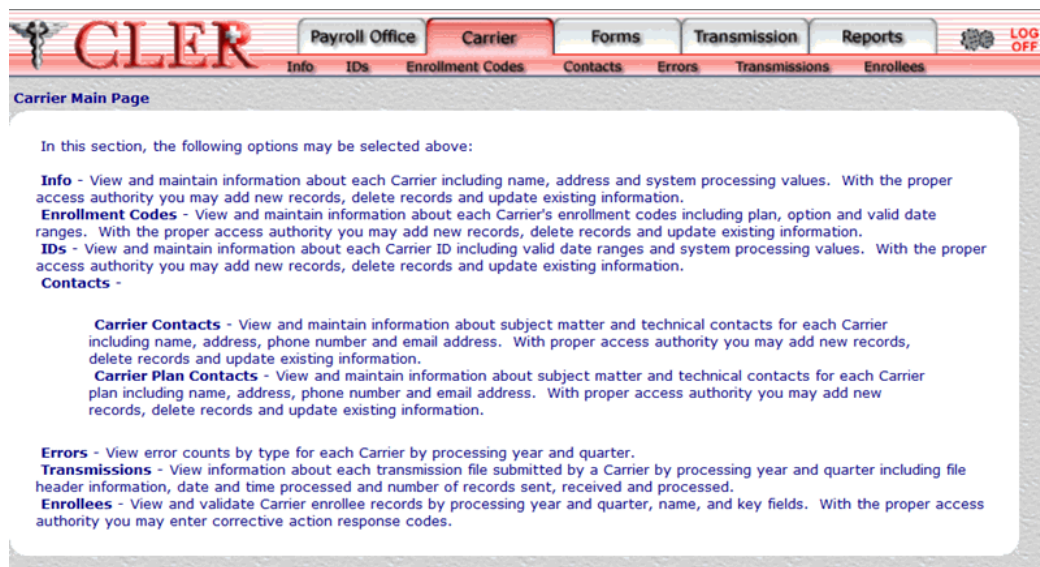 CLER
Payroll Office Carrier Forms Transmission Reports LOG OFF
Info IDs Enrollment Codes Contacts Errors Transmissions Enrollees
Carrier Main Page
In this section, the following options may be selected above:
Info - View and maintain information about each Carrier including name, address and system processing values. With the proper
access authority you may add new records, delete records and update existing information.
Enrollment Codes - View and maintain information about each Carrier's enrollment codes including plan, option and valid date
ranges. With the proper access authority you may add new records, delete records and update existing information.
IDs - View and maintain information about each Carrier ID including valid date ranges and system processing values. With the proper
access authority you may add new records, delete records and update existing information.
Contacts -
Carrier Contacts - View and maintain information about subject matter and technical contacts for each Carrier
including name, address, phone number and email address. With proper access authority you may add new records,
delete records and update existing information.
Carrier Plan Contacts - View and maintain information about subject matter and technical contacts for each Carrier
plan including name, address, phone number and email address. With proper access authority you may add new
records, delete records and update existing information.
Errors - View error counts by type for each Carrier by processing year and quarter.
Transmissions - View information about each transmission file submitted by a Carrier by processing year and quarter including file
header information, date and time processed and number of records sent, received and processed.
Enrollees - View and validate Carrier enrollee records by processing year and quarter, name, and key fields. With the proper access
authority you may enter corrective action response codes.